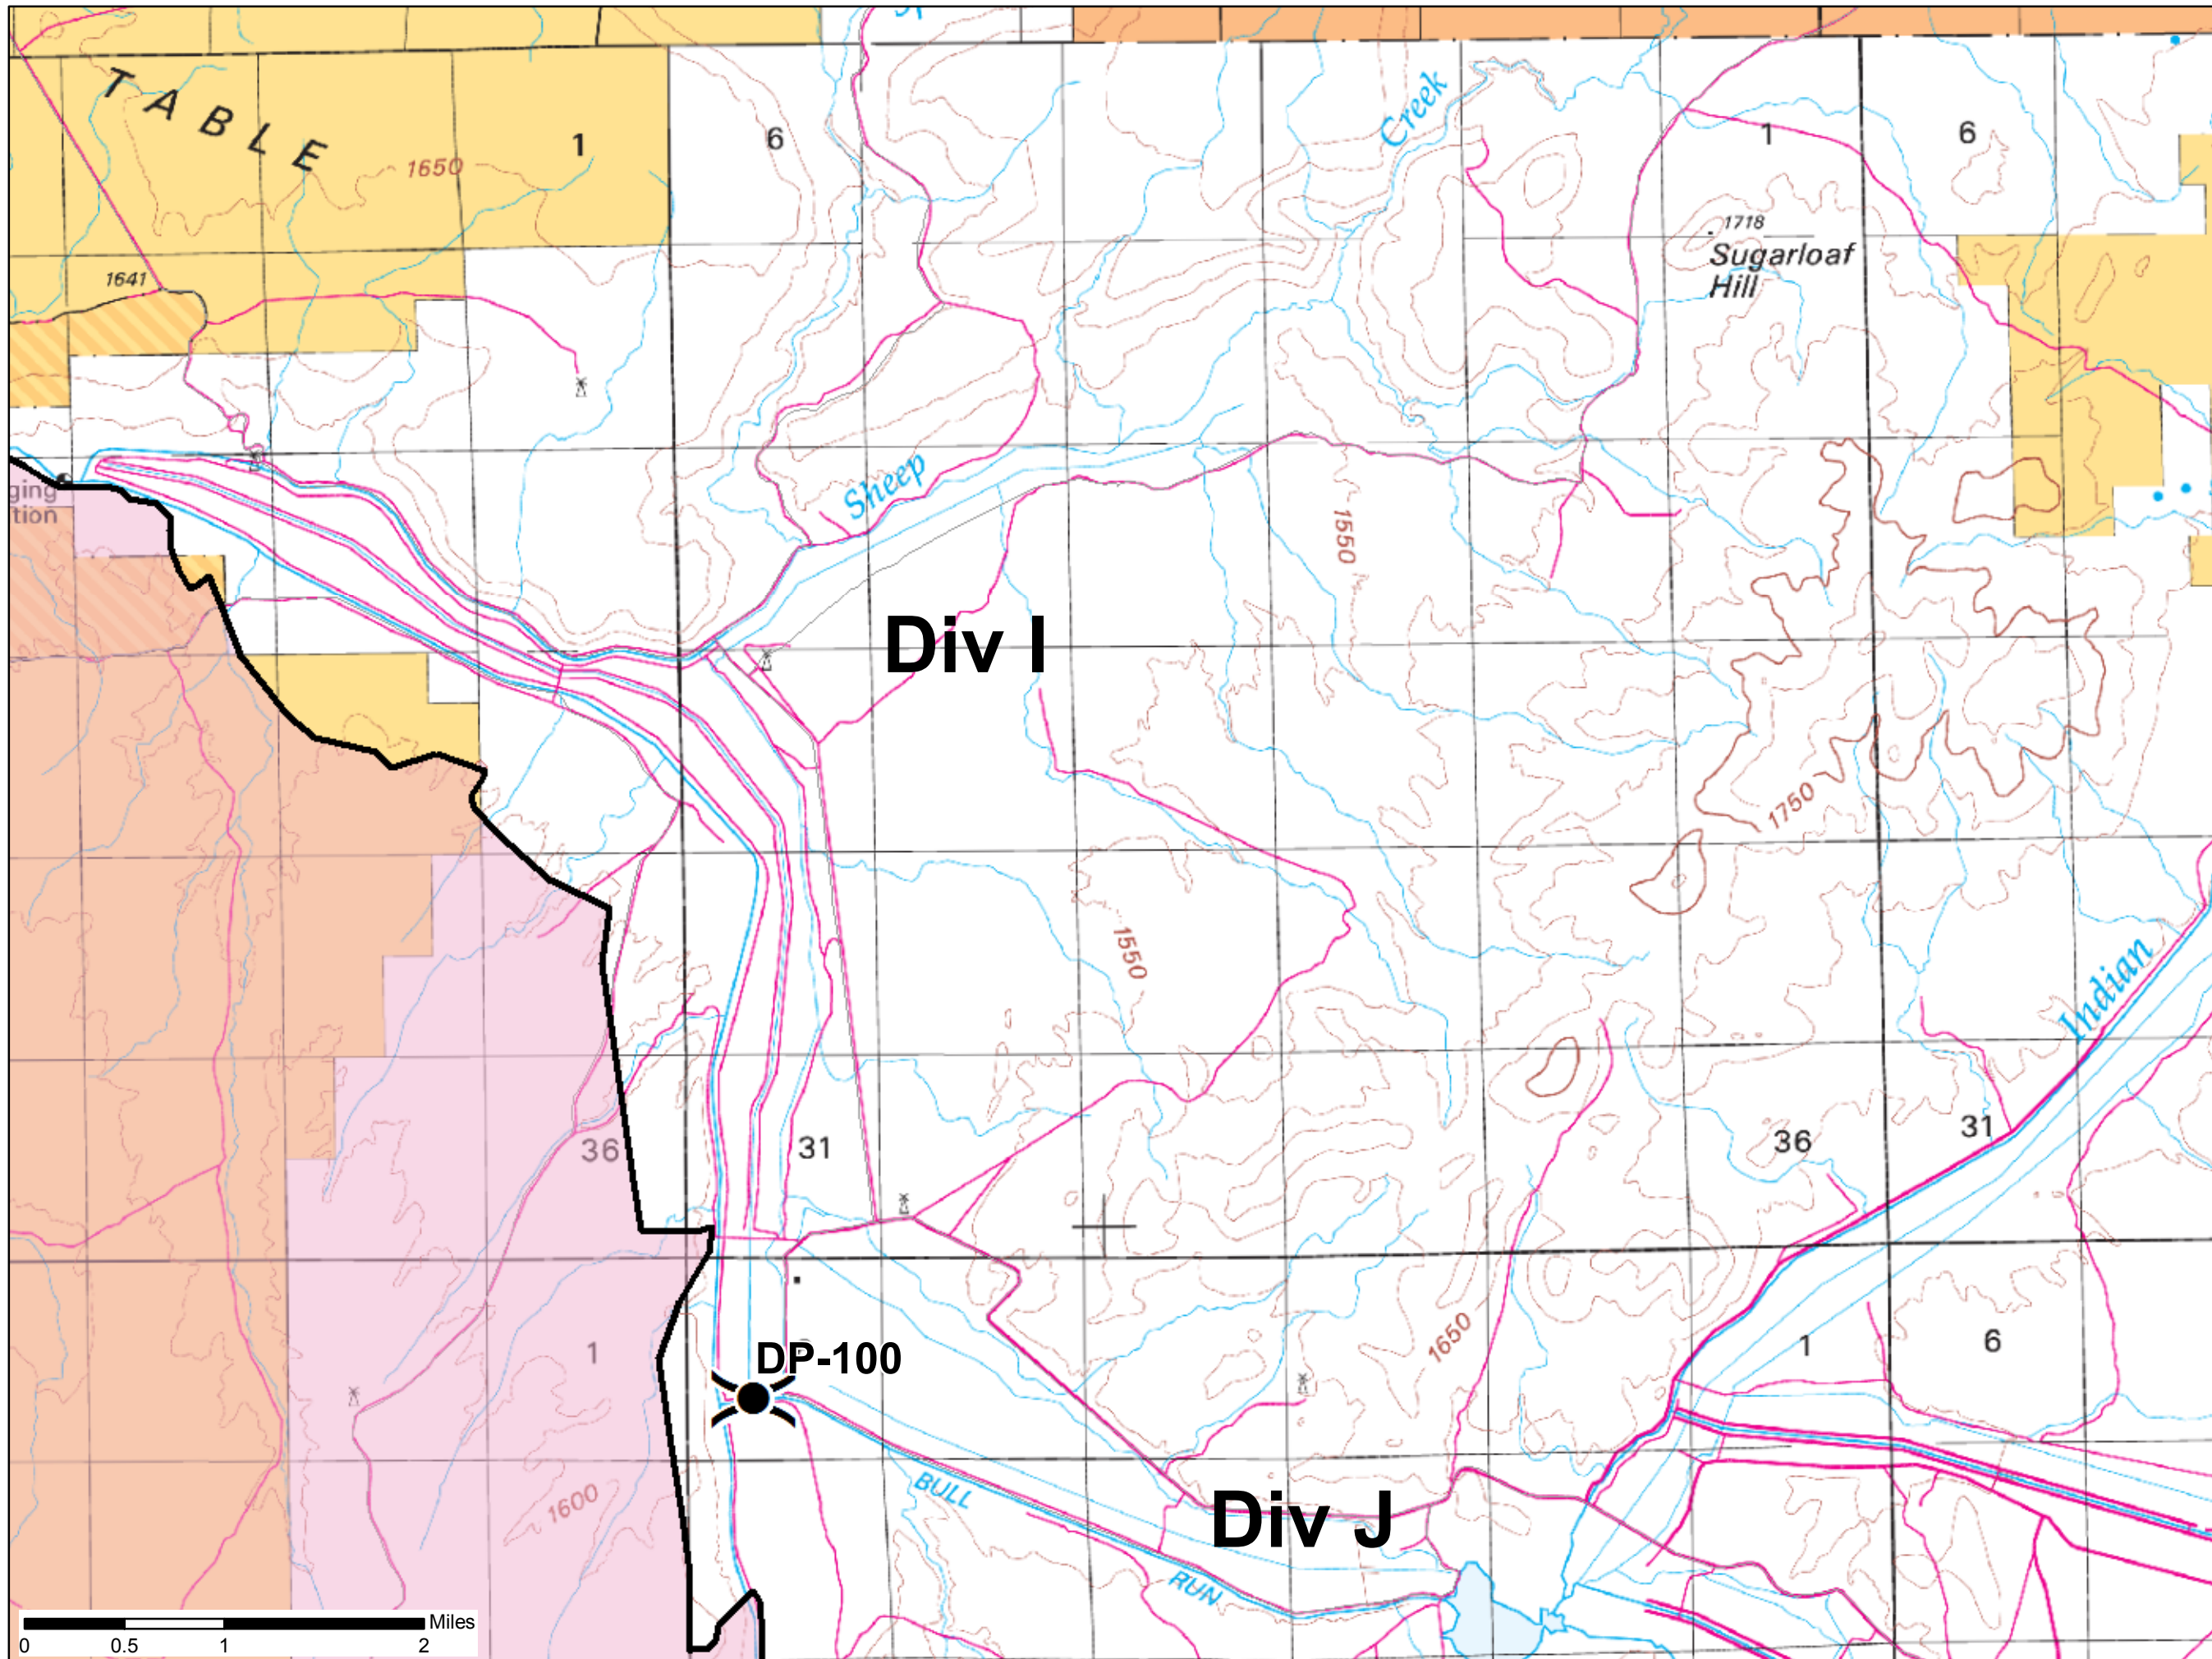 TABLE
1650
1
6
Creek
1
6
1718
Sugarloaf
Hill
1641
Sheep
ging
tion
1550
Div I
1750
1550
Indian
36
31
36
31
1
DP-100
1650
1
6
1600
BULL
Div J
RUN
Miles
0 0.5 1 2